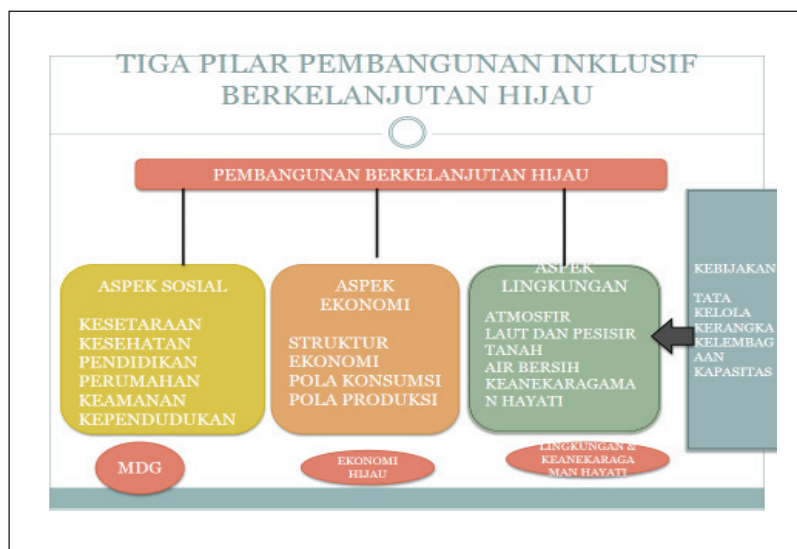 TIGA PILAR PEMBANGUNAN INKLUSIF
BERKELANJUTAN HIJAU
PEMBANGUNAN BERKELANJUTAN HIJAU
ASPEK SOSIAL
KESETARAAN
KESEHATAN
PENDIDIKAN
PERUMAHAN
KEAMANAN
KEPENDUDUKAN
MDG
ASPEK
EKONOMI
STRUKTUR
EKONOMI
POLA KONSUMSI
POLA PRODUKSI
EKONOMI
HIJAU
ASPEK
LINGKUNGAN
ATMOSFIR
LAUT DAN PESISIR
TANAH
AIR BERSIH
KEANEKARAGAMA
N HAYATI
LINGKUNGAN &
KEANEKARAGA
MAN HAYATI
KEBIJAKAN
TATA
KELOLA
KERANGKA
KELEMBAG
AAN
KAPASITAS